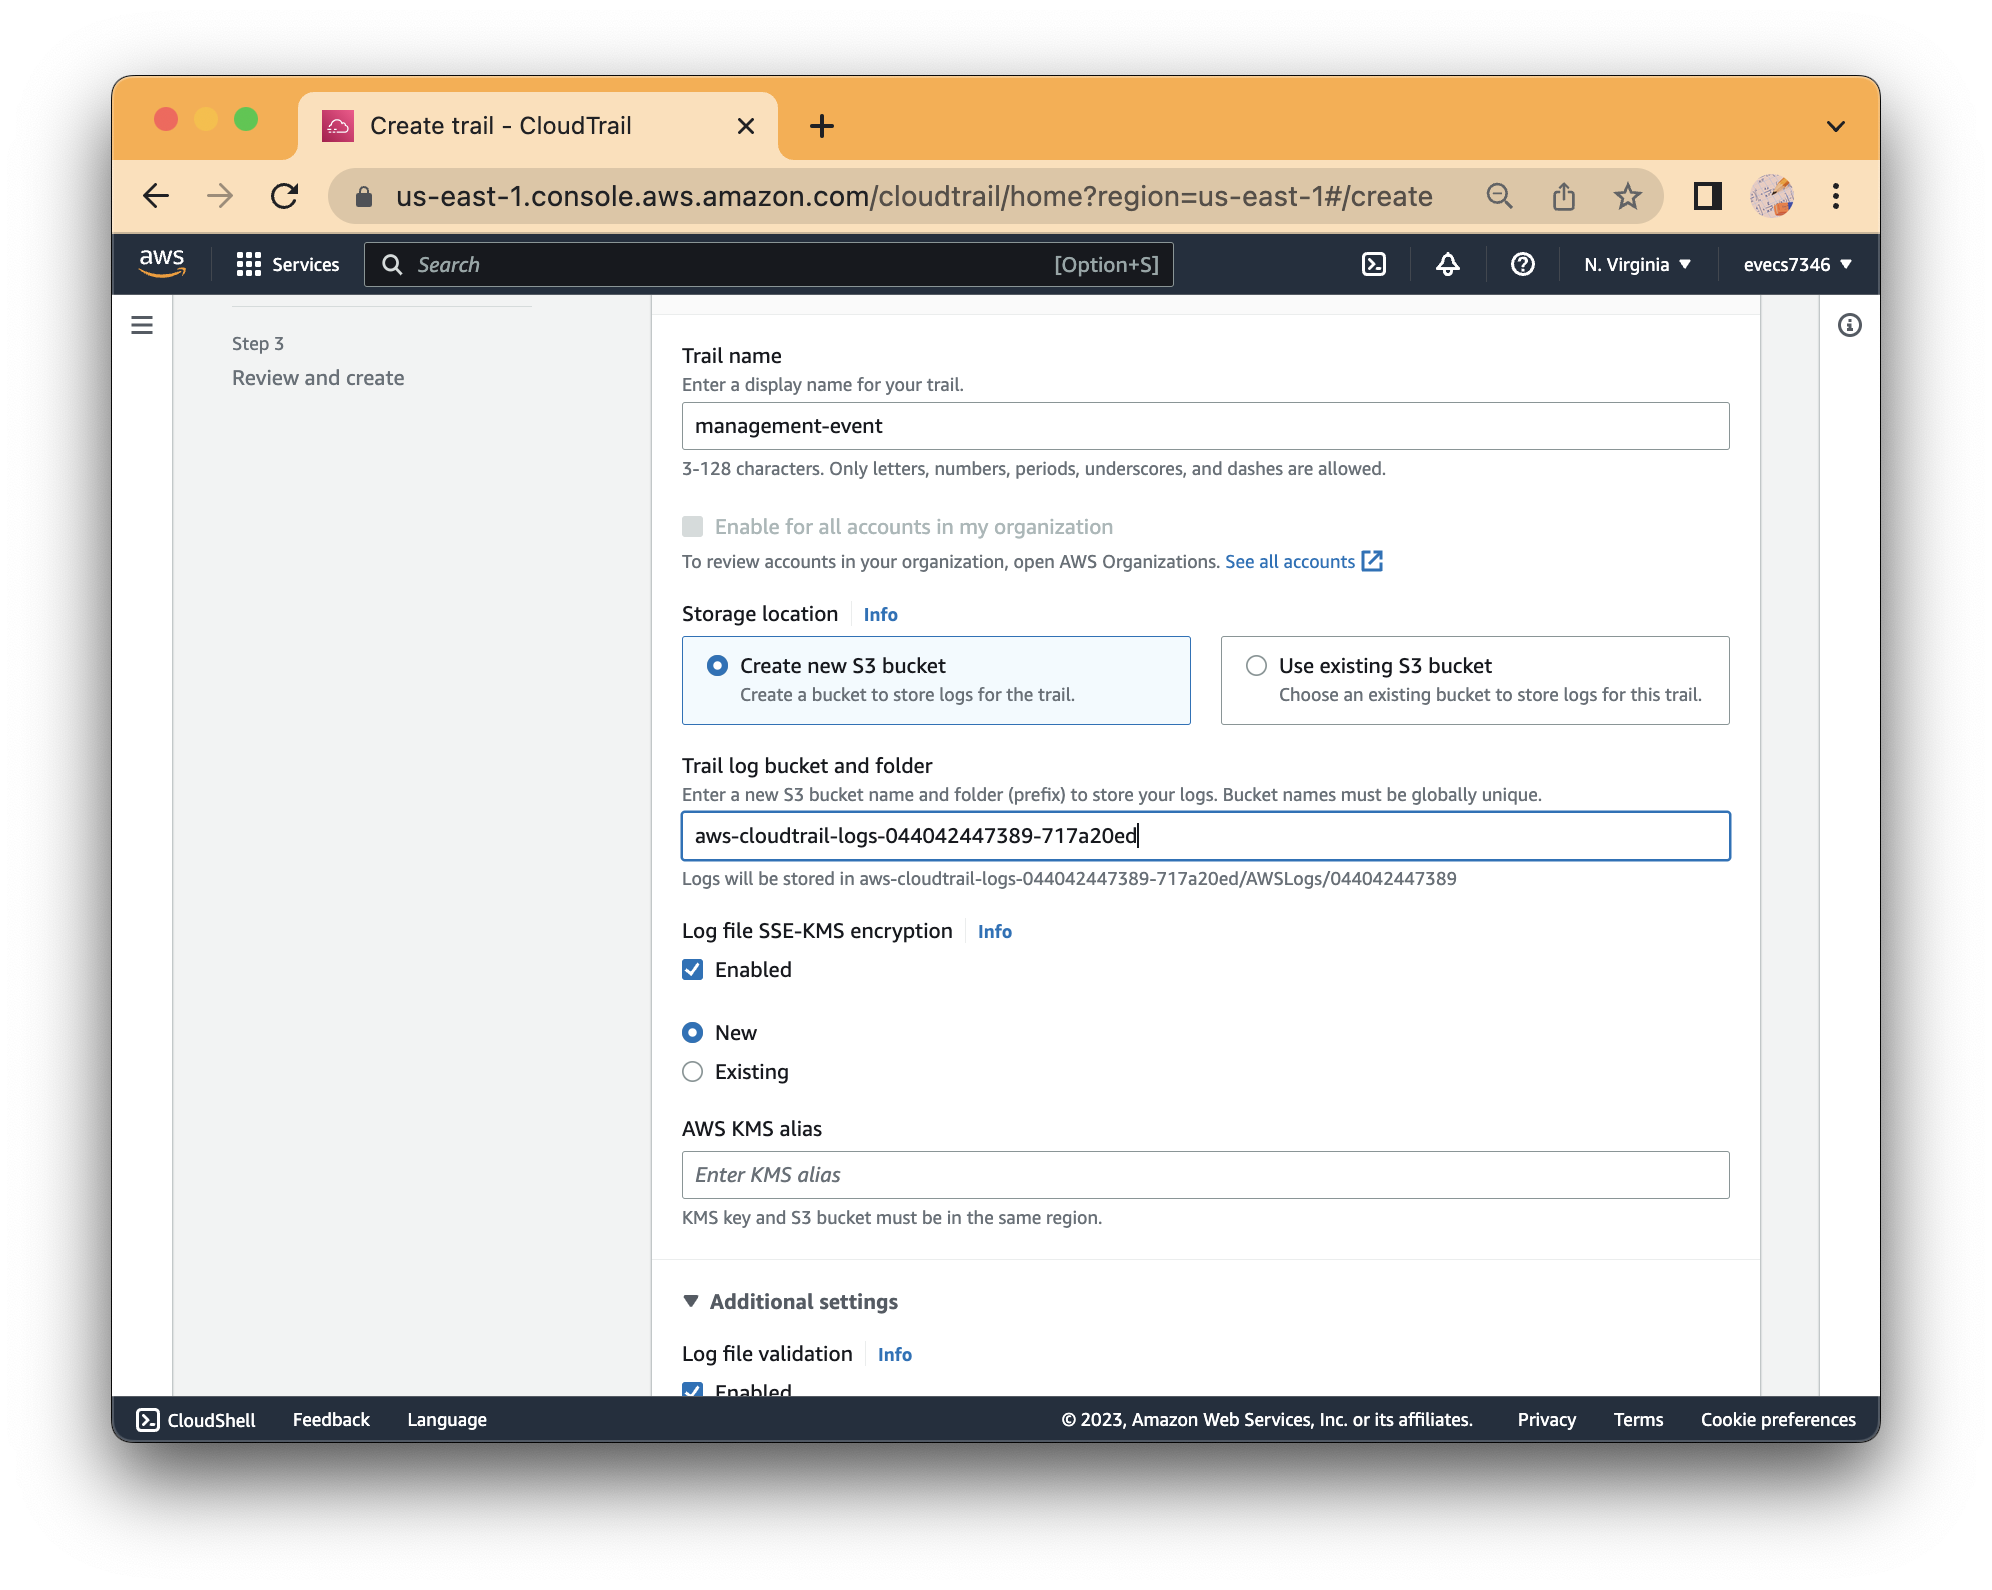 Create trail - CloudTrail
us-east-1.console.aws.amazon.com/cloudtrail/home?region=us-east-1#/create
aws Services Search [Option+S] N. Virginia evecs7346
Step 3
Review and create
Trail name
Enter a display name for your trail.
management-event
3-128 characters. Only letters, numbers, periods, underscores, and dashes are allowed.
Enable for all accounts in my organization
To review accounts in your organization, open AWS Organizations. See all accounts
Storage location Info
Create new S3 bucket
Create a bucket to store logs for the trail.
Use existing S3 bucket
Choose an existing bucket to store logs for this trail.
Trail log bucket and folder
Enter a new S3 bucket name and folder (prefix) to store your logs. Bucket names must be globally unique.
aws-cloudtrail-logs-044042447389-717a20ed
Logs will be stored in aws-cloudtrail-logs-044042447389-717a20ed/AWSLogs/044042447389
Log file SSE-KMS encryption Info
Enabled
New
Existing
AWS KMS alias
Enter KMS alias
KMS key and S3 bucket must be in the same region.
Additional settings
Log file validation Info
Enabled
CloudShell Feedback Language © 2023, Amazon Web Services, Inc. or its affiliates. Privacy Terms Cookie preferences